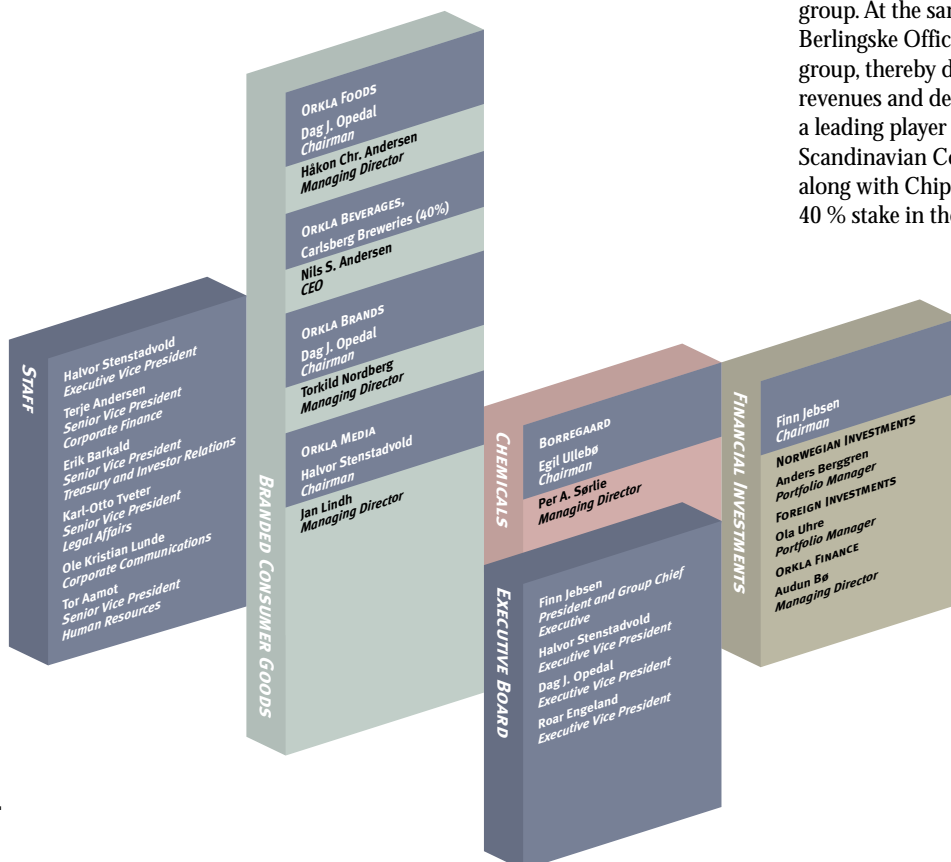 group. At the
Berlingske Offic
group, thereby d
revenues and de
a leading player
Scandinavian Co
along with Chip
40 % stake in the
STAFF
Halvor Stenstadvold
Executive Vice President
Terje Andersen
Senior Vice President
Corporate Finance
Erik Barkald
Senior Vice President
Treasury and Investor Relations
Karl-Otto Tveter
Senior Vice President
Legal Affairs
Ole Kristian Lunde
Corporate Communications
Tor Aamot
Senior Vice President
Human Resources
BRANDED CONSUMER GOODS
ORKLA FOODS
Dag J. Opedal
Chairman
Håkon Chr. Andersen
Managing Director
ORKLA BEVERAGES,
Carlsberg Breweries (40%)
Nils S. Andersen
CEO
ORKLA BRANDS
Dag J. Opedal
Chairman
Torkild Nordberg
Managing Director
ORKLA MEDIA
Halvor Stenstadvold
Chairman
Jan Lindh
Managing Director
CHEMICALS
BORREGAARD
Egil Ullebø
Chairman
Per A. Sørlie
Managing Director
EXECUTIVE BOARD
Finn Jebsen
President and Group Chief
Executive
Halvor Stenstadvold
Executive Vice President
Dag J. Opedal
Executive Vice President
Roar Engeland
Executive Vice President
FINANCIAL INVESTMENTS
Finn Jebsen
Chairman
NORWEGIAN INVESTMENTS
Anders Berggren
Portfolio Manager
FOREIGN INVESTMENTS
Ola Uhre
Portfolio Manager
ORKLA FINANCE
Audun Bø
Managing Director